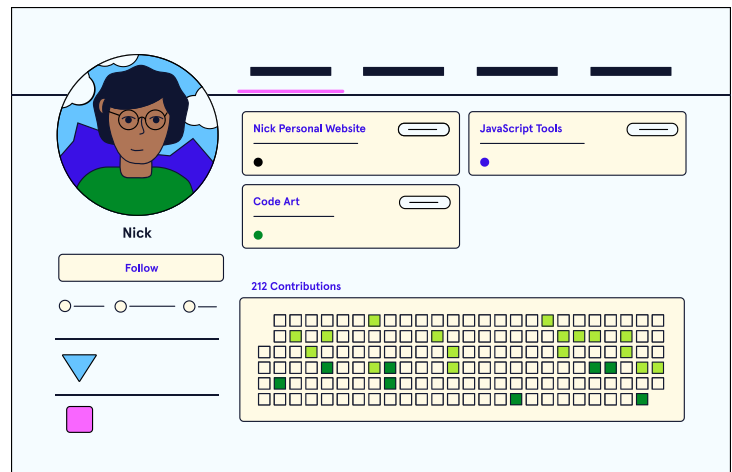 Nick Personal Website
JavaScript Tools
Code Art
Nick
Follow
212 Contributions